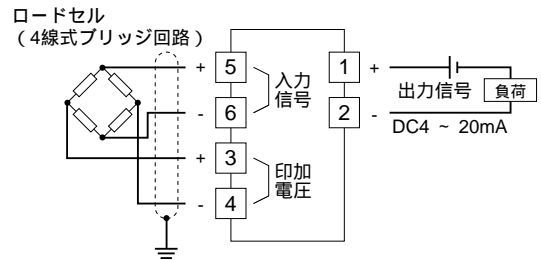 ロードセル
（4線式ブリッジ回路）
+ 5
- 6
入力
信号
+ 3
- 4
印加
電圧
1 +
2 -
出力信号
負荷
DC4 ~ 20mA